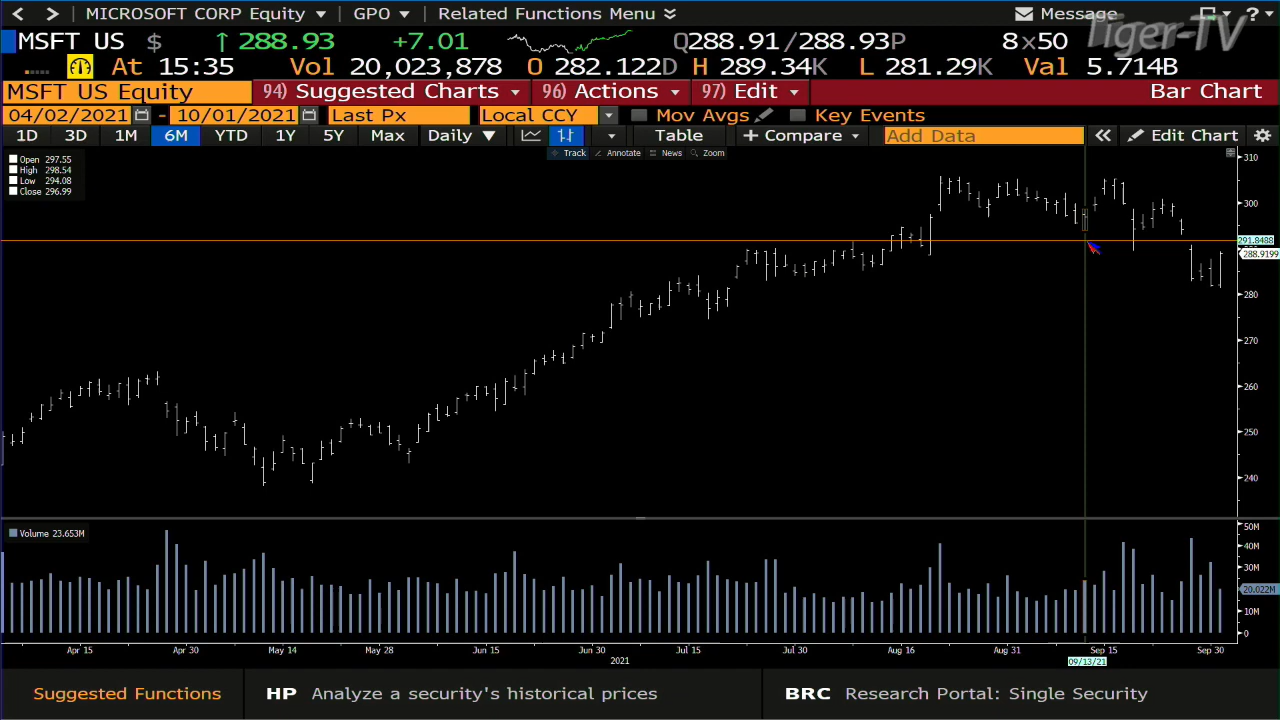 < > MICROSOFT CORP Equity ▼ GPO ▼ Related Functions Menu Message ?
Tiger-TV
MSFT US $ ↑ 288.93 +7.01 Q288.91/288.93P 8×50
At 15:35 Vol 20,023,878 O 282.122D H 289.34K L 281.29K Val 5.714B
MSFT US Equity 94) Suggested Charts 96) Actions 97) Edit Bar Chart
04/02/2021 - 10/01/2021 Last Px Local CCY Mov Avgs Key Events
1D 3D 1M 6M YTD 1Y 5Y Max Daily ▼ Table + Compare Add Data « Edit Chart
Track Annotate News Zoom
Open 297.55
High 298.54
Low 294.08
Close 296.99
310
300
291.8488
288.9199
280
270
260
250
240
Volume 23.653M
50M
40M
30M
20.022M
10M
0
Apr 15 Apr 30 May 14 May 28 Jun 15 Jun 30 Jul 15 Jul 30 Aug 16 Aug 31 Sep 15 Sep 30
2021 09/13/21
Suggested Functions HP Analyze a security's historical prices BRC Research Portal: Single Security